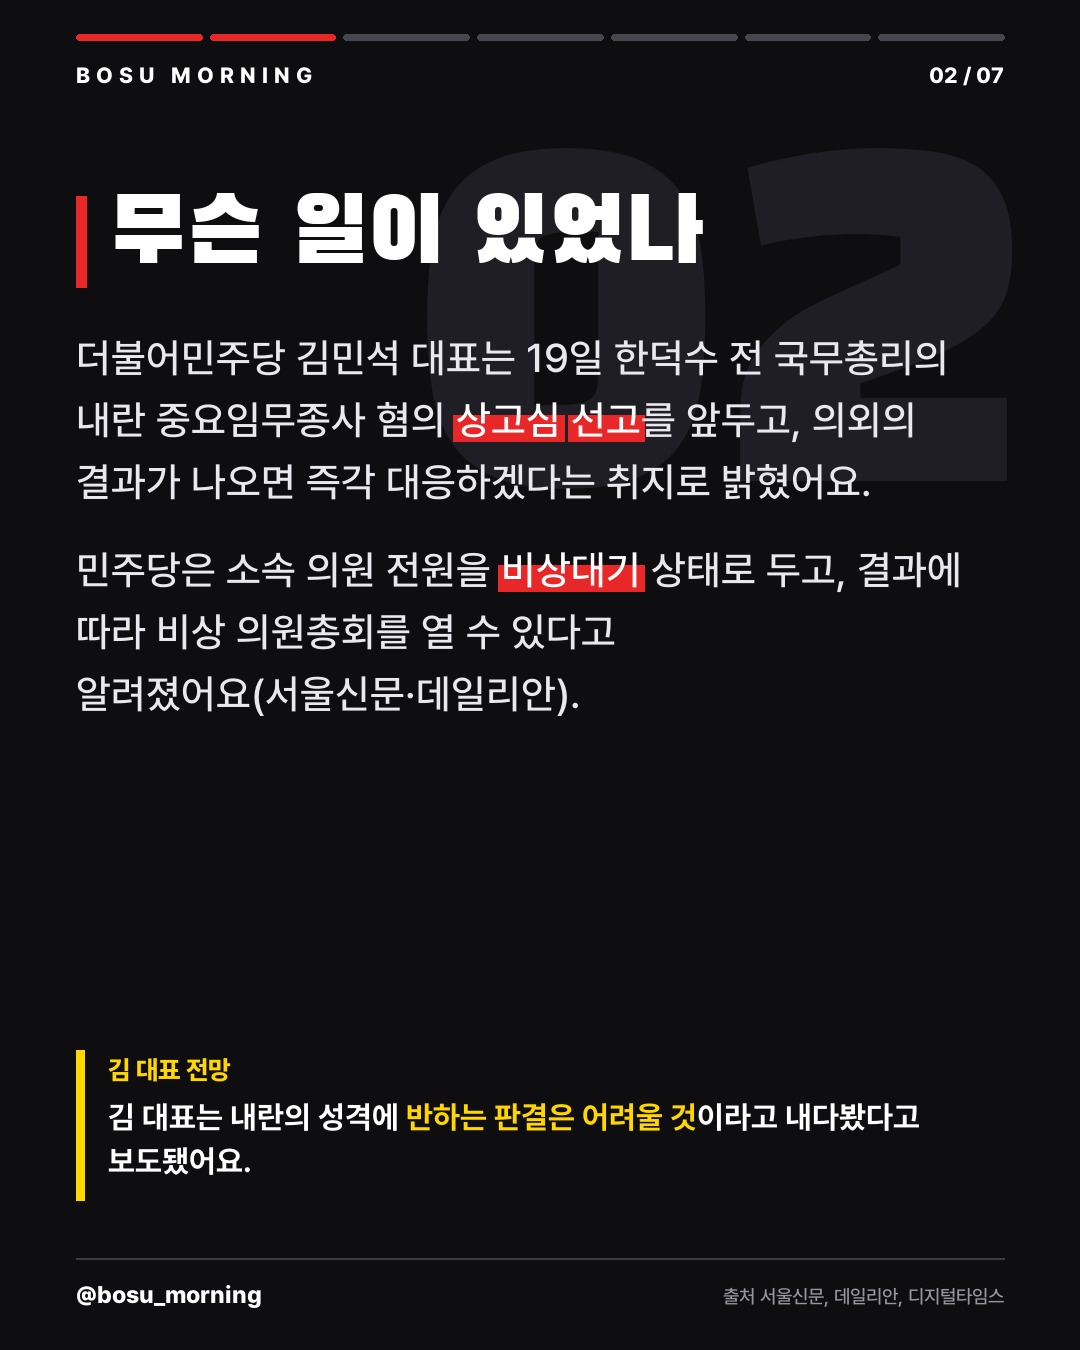 BOSU MORNING
02 / 07
02
무슨 일이 있었나
더불어민주당 김민석 대표는 19일 한덕수 전 국무총리의
내란 중요임무종사 혐의 상고심 선고를 앞두고, 의외의
결과가 나오면 즉각 대응하겠다는 취지로 밝혔어요.
민주당은 소속 의원 전원을 비상대기 상태로 두고, 결과에
따라 비상 의원총회를 열 수 있다고
알려졌어요(서울신문·데일리안).
김 대표 전망
김 대표는 내란의 성격에 반하는 판결은 어려울 것이라고 내다봤다고
보도됐어요.
@bosu_morning
출처 서울신문, 데일리안, 디지털타임스